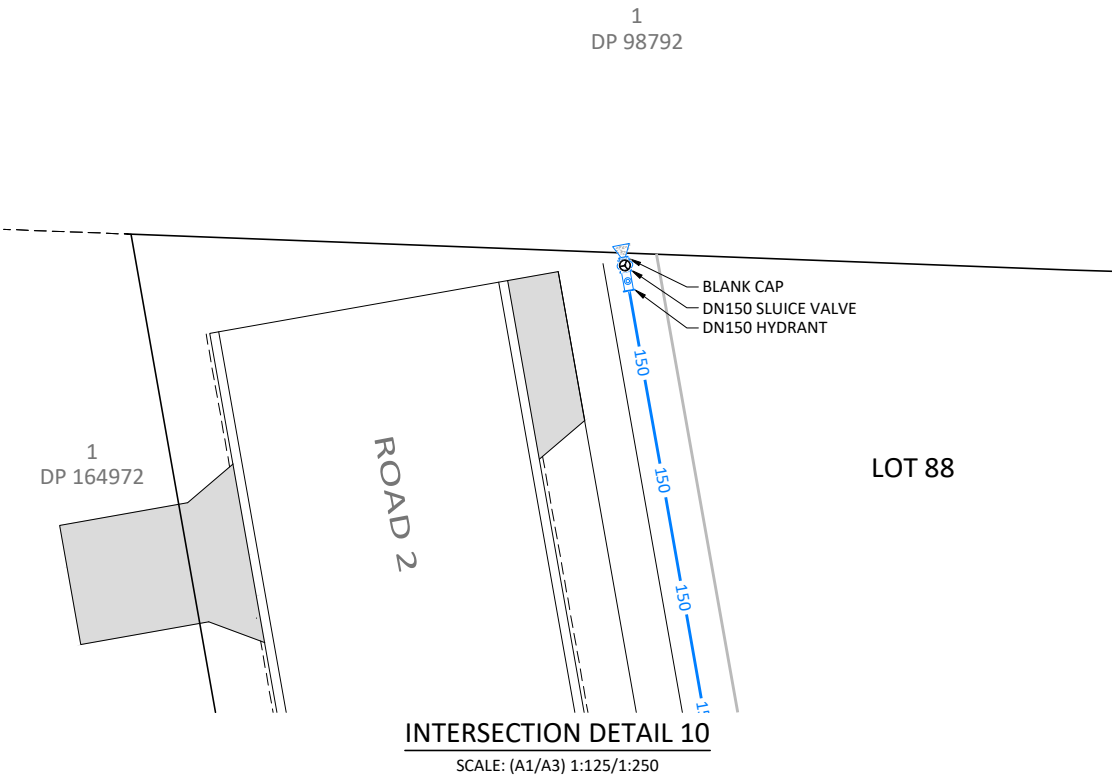 1
DP 98792
BLANK CAP
DN150 SLUICE VALVE
DN150 HYDRANT
150
1
DP 164972
ROAD 2
150
LOT 88
150
INTERSECTION DETAIL 10
SCALE: (A1/A3) 1:125/1:250